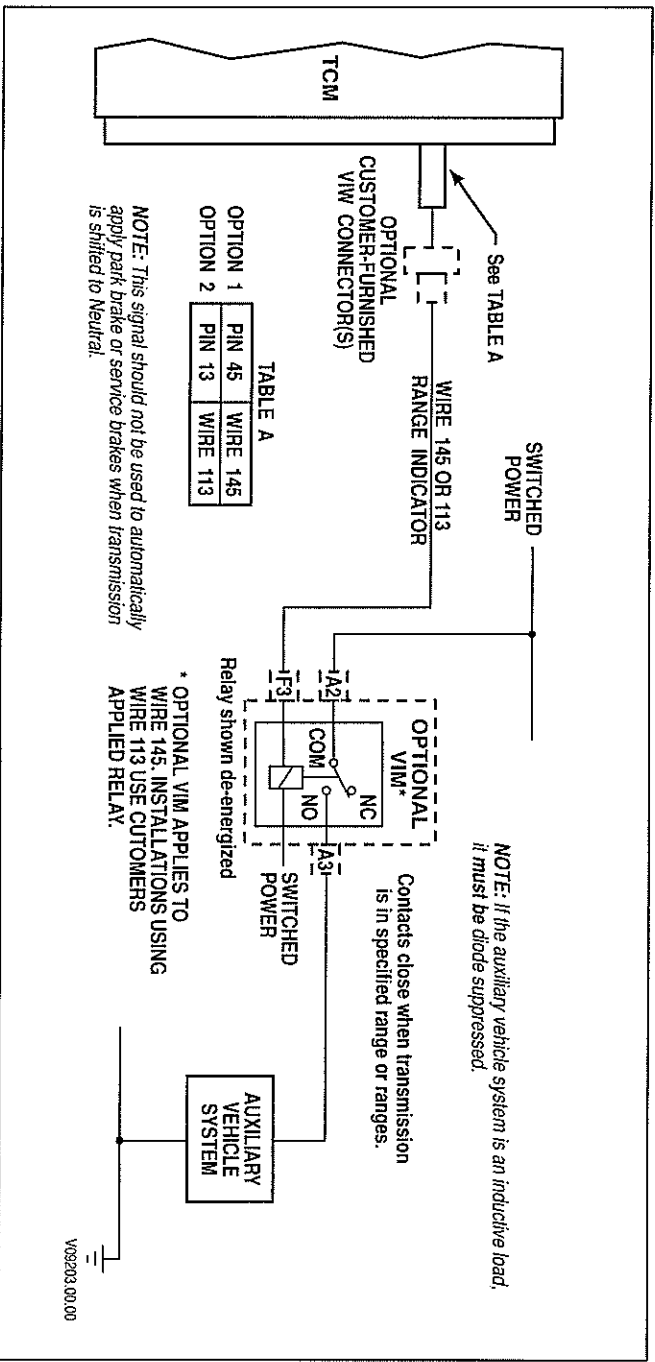 TCM
See TABLE A
OPTIONAL
CUSTOMER-FURNISHED
VIW CONNECTOR(S)
WIRE 145 OR 113
RANGE INDICATOR
SWITCHED
POWER
TABLE A
OPTION 1 PIN 45 WIRE 145
OPTION 2 PIN 13 WIRE 113
NOTE: This signal should not be used to automatically
apply park brake or service brakes when transmission
is shifted to Neutral.
NOTE: If the auxiliary vehicle system is an inductive load,
it must be diode suppressed.
OPTIONAL
VIM*
A2
F3
COM
NC
NO
A3
Relay shown de-energized
SWITCHED
POWER
Contacts close when transmission
is in specified range or ranges.
* OPTIONAL VIM APPLIES TO
WIRE 145. INSTALLATIONS USING
WIRE 113 USE CUTOMERS
APPLIED RELAY.
AUXILIARY
VEHICLE
SYSTEM
V09203.00.00